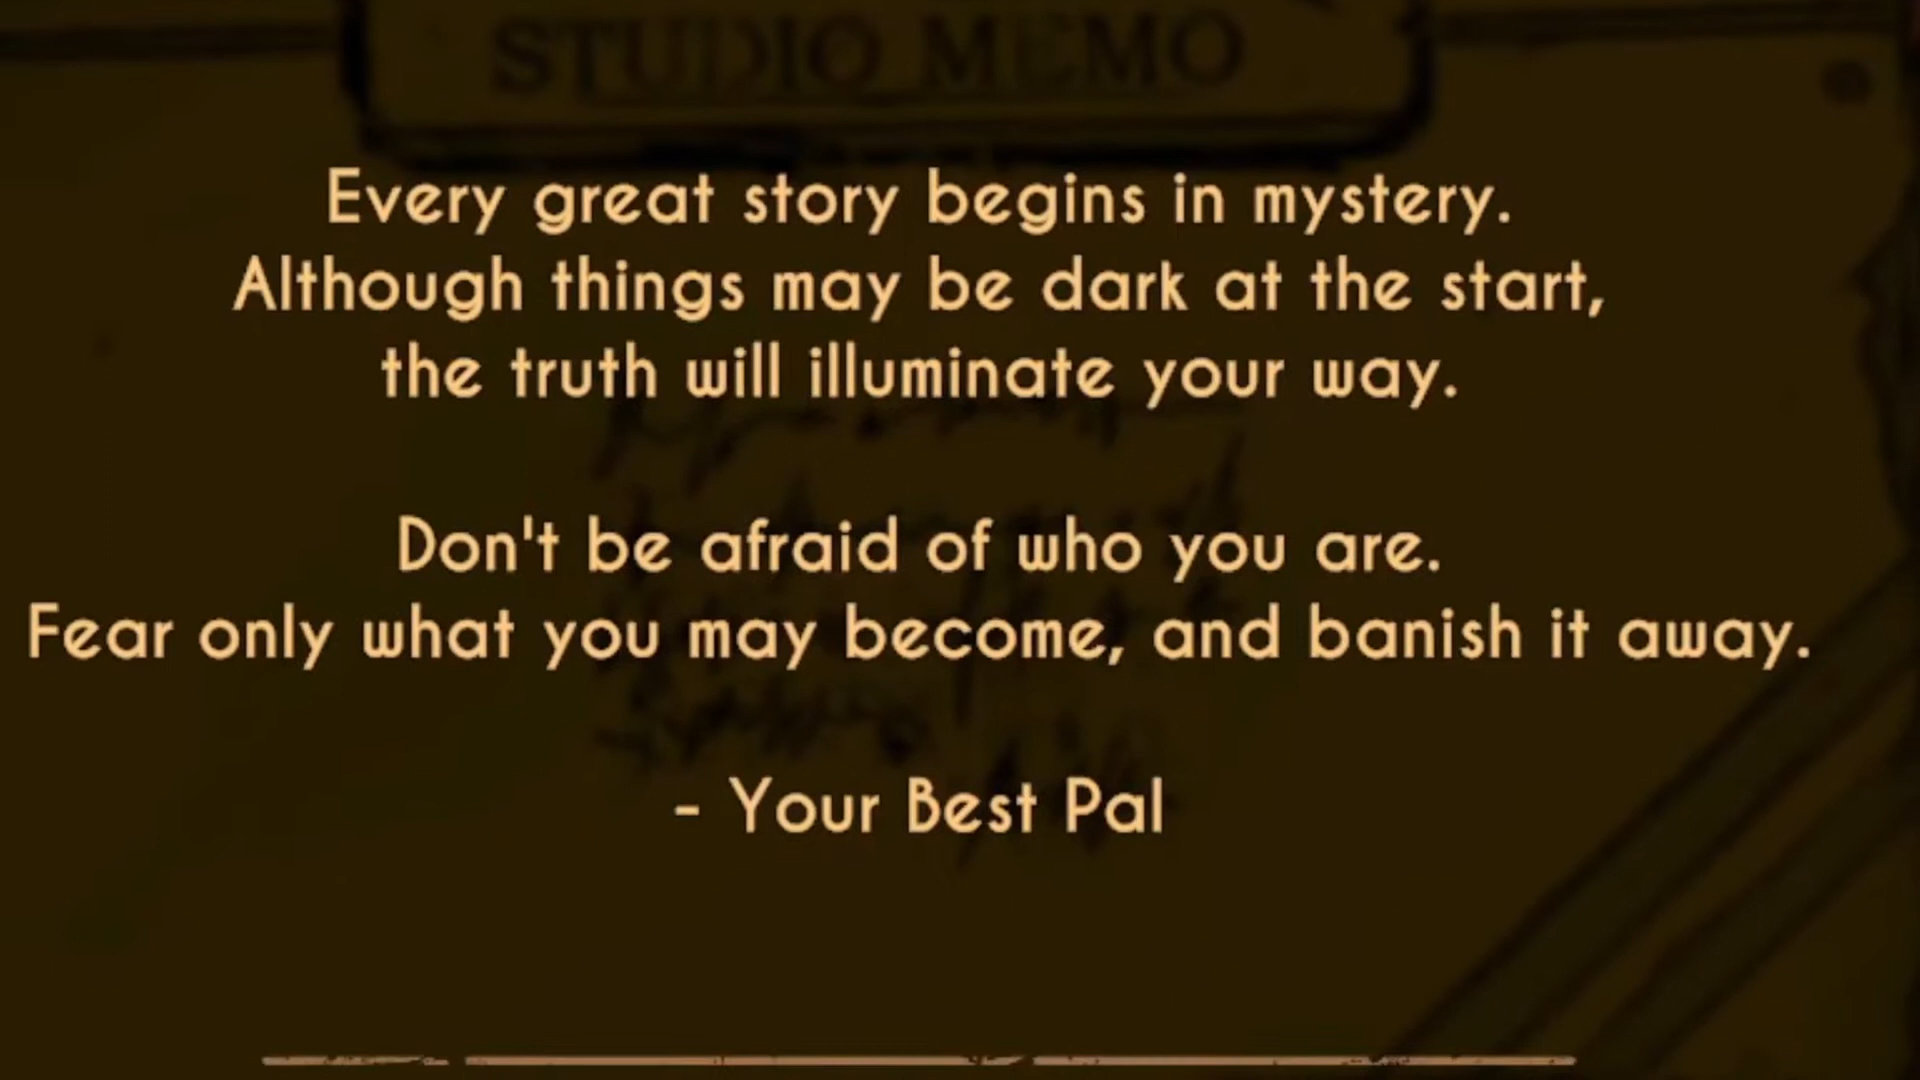 STUDIO MEMO
Every great story begins in mystery.
Although things may be dark at the start,
the truth will illuminate your way.
Don't be afraid of who you are.
Fear only what you may become, and banish it away.
- Your Best Pal